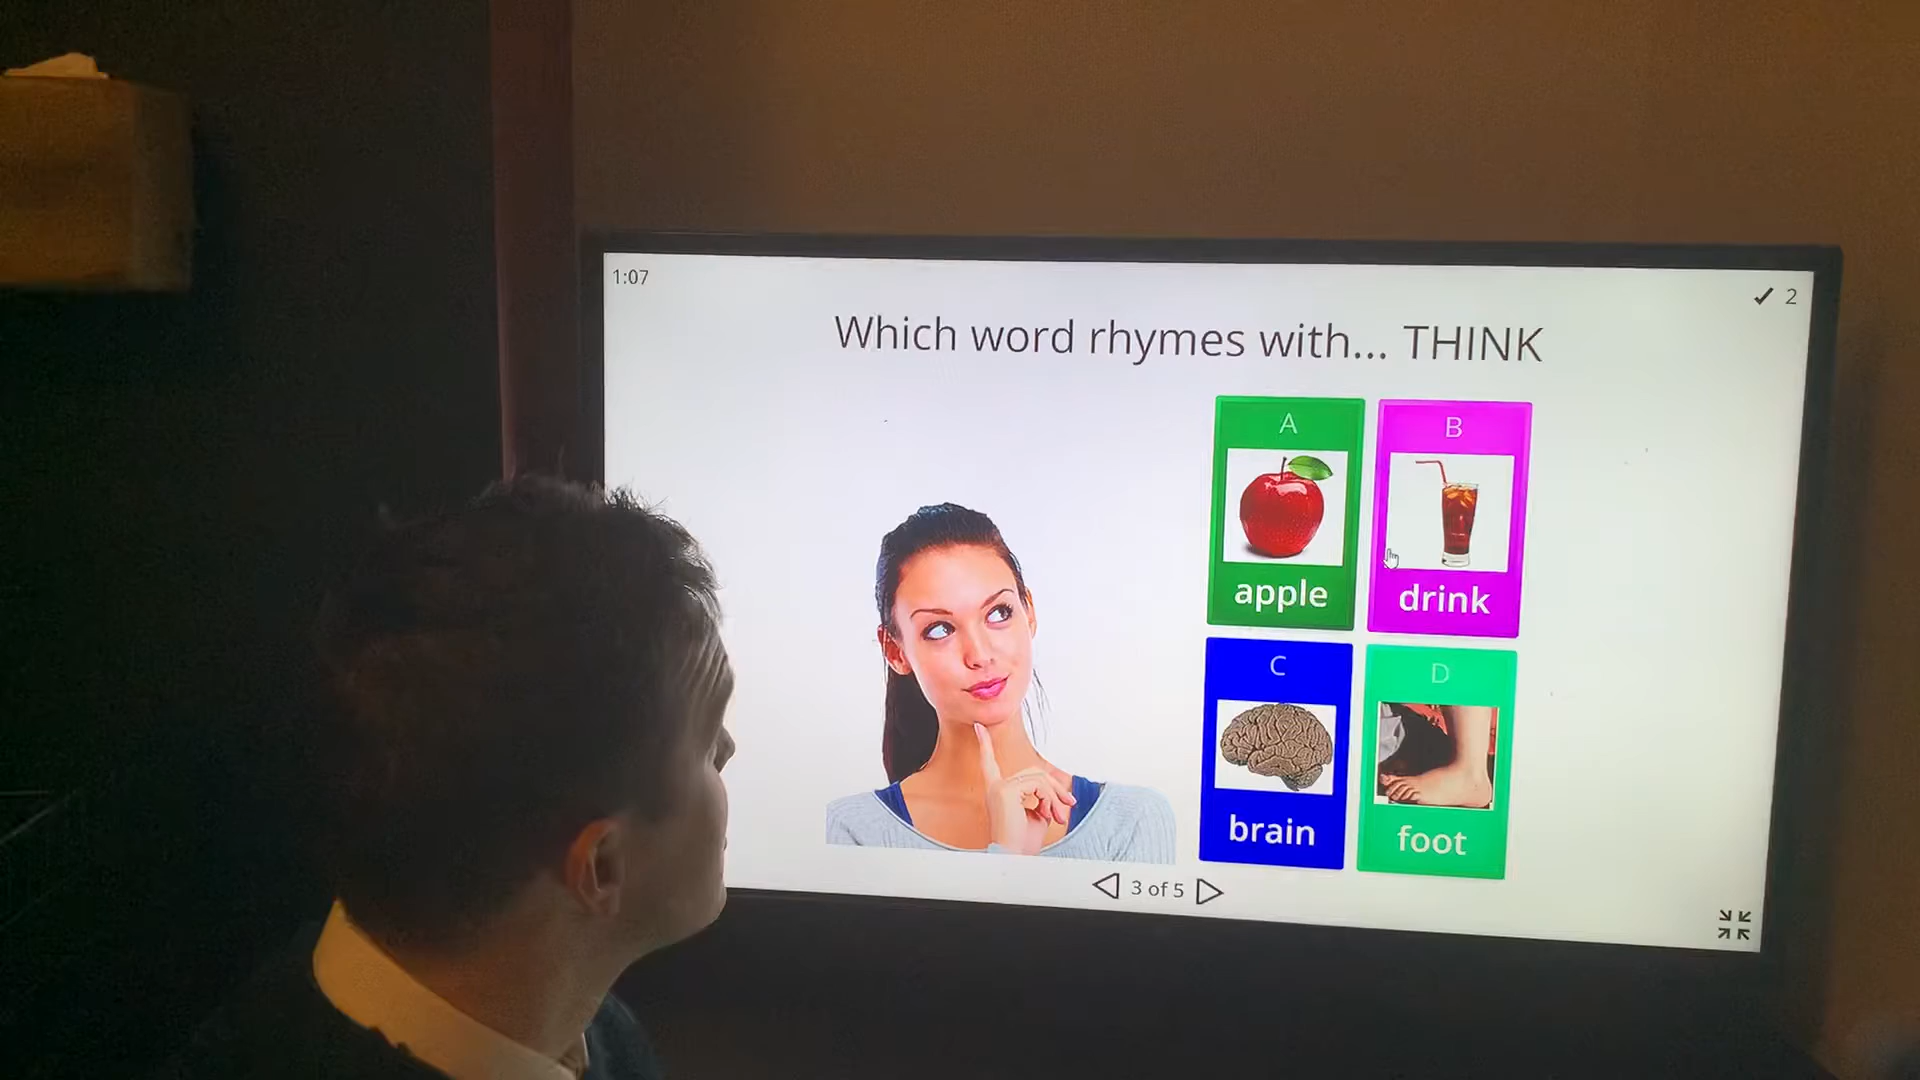 1:07
✓ 2
Which word rhymes with... THINK
A
apple
B
drink
C
brain
D
foot
3 of 5